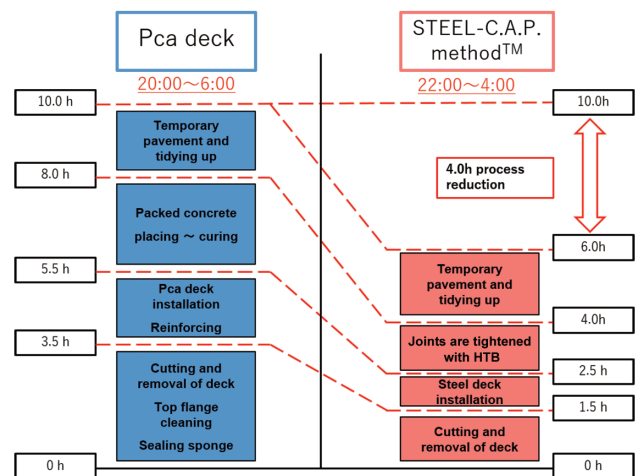 Pca deck
STEEL-C.A.P.
method™
20:00～6:00
22:00～4:00
10.0 h
10.0h
Temporary
pavement and
tidying up
8.0 h
4.0h process
reduction
Packed concrete
placing ～ curing
6.0h
5.5 h
Temporary
pavement and
tidying up
Pca deck
installation
Reinforcing
4.0h
3.5 h
Joints are tightened
with HTB
2.5 h
Cutting and
removal of deck
Top flange
cleaning
Sealing sponge
Steel deck
installation
1.5 h
Cutting and
removal of deck
0 h
0 h